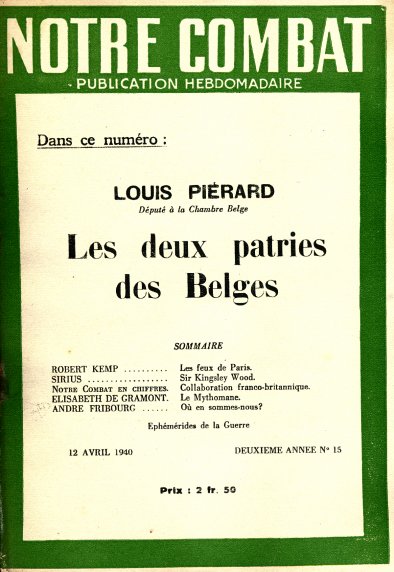 NOTRE COMBAT
- PUBLICATION HEBDOMADAIRE
Dans ce numéro :
LOUIS PIÉRARD
Député à la Chambre Belge
Les deux patries
des Belges
SOMMAIRE
ROBERT KEMP .......... Les feux de Paris.
SIRIUS .................. Sir Kingsley Wood.
NOTRE COMBAT EN CHIFFRES. Collaboration franco-britannique.
ELISABETH DE GRAMONT. Le Mythomane.
ANDRE FRIBOURG ...... Où en sommes-nous?
Ephémérides de la Guerre
12 AVRIL 1940 DEUXIEME ANNEE N° 15
Prix : 2 fr. 50